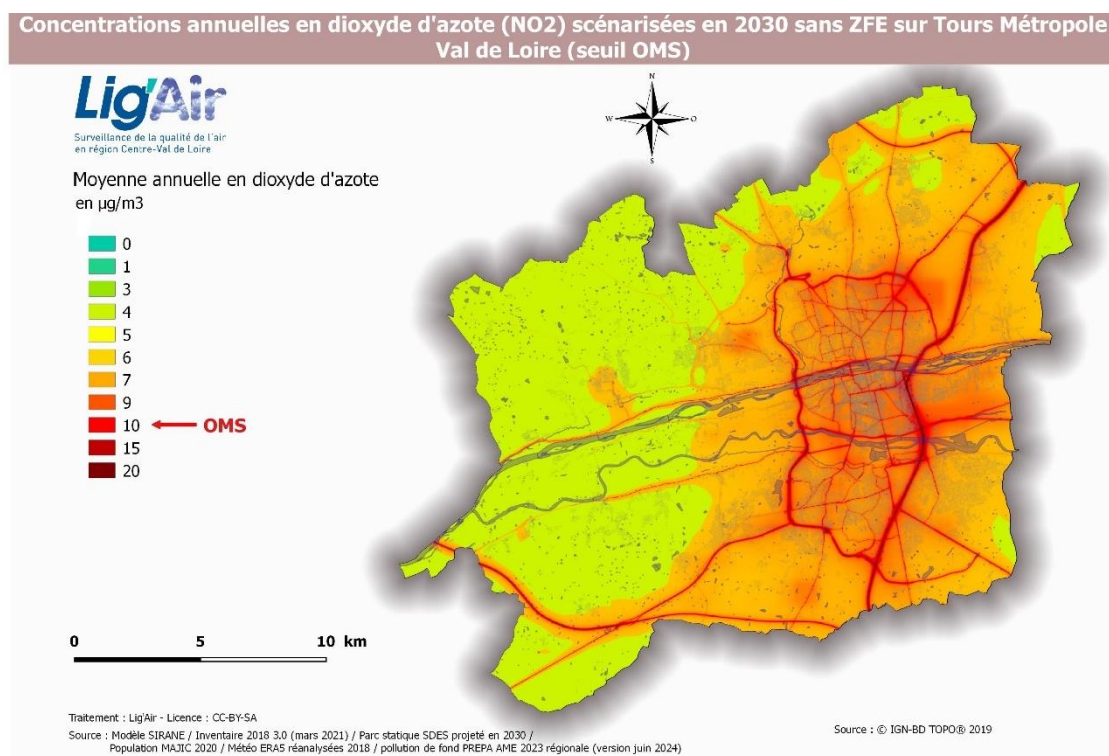 Concentrations annuelles en dioxyde d'azote (NO2) scénarisées en 2030 sans ZFE sur Tours Métropole
Val de Loire (seuil OMS)
Lig'Air
Surveillance de la qualité de l'air
en région Centre-Val de Loire
N
W
O
S
Moyenne annuelle en dioxyde d'azote
en µg/m3
0
1
3
4
5
6
7
9
10 OMS
15
20
0 5 10 km
Traitement : Lig'Air - Licence : CC-BY-SA
Source : Modèle SIRANE / Inventaire 2018 3.0 (mars 2021) / Parc statique SDES projeté en 2030 /
Population MAJIC 2020 / Météo ERA5 réanalysées 2018 / pollution de fond PREPA AME 2023 régionale (version juin 2024)
Source : © IGN-BD TOPO® 2019